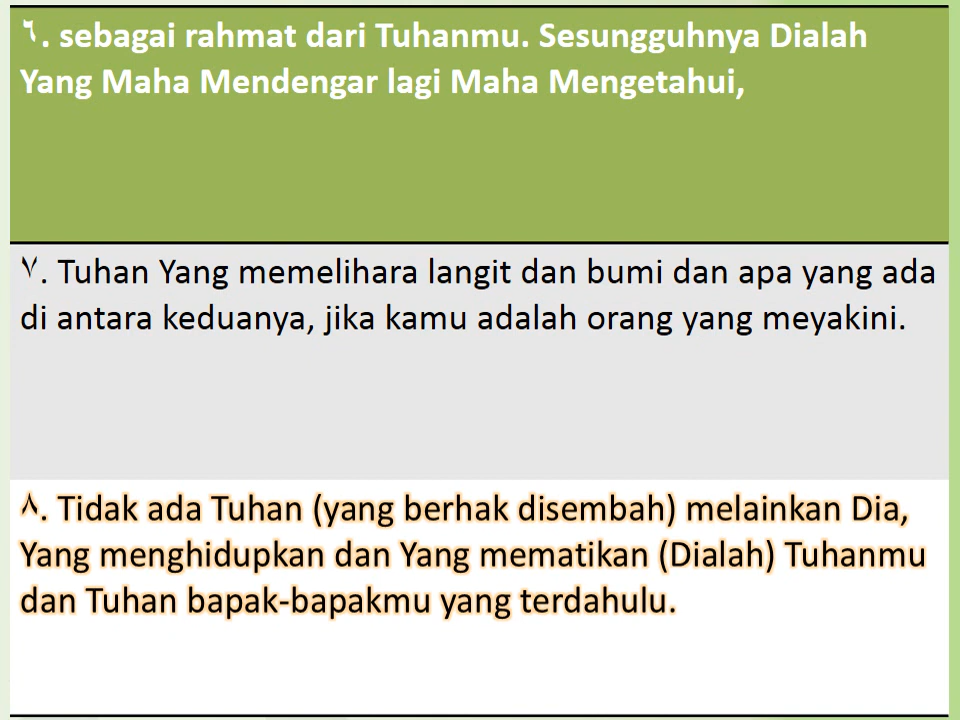 ٦. sebagai rahmat dari Tuhanmu. Sesungguhnya Dialah
Yang Maha Mendengar lagi Maha Mengetahui,
٧. Tuhan Yang memelihara langit dan bumi dan apa yang ada
di antara keduanya, jika kamu adalah orang yang meyakini.
٨. Tidak ada Tuhan (yang berhak disembah) melainkan Dia,
Yang menghidupkan dan Yang mematikan (Dialah) Tuhanmu
dan Tuhan bapak-bapakmu yang terdahulu.